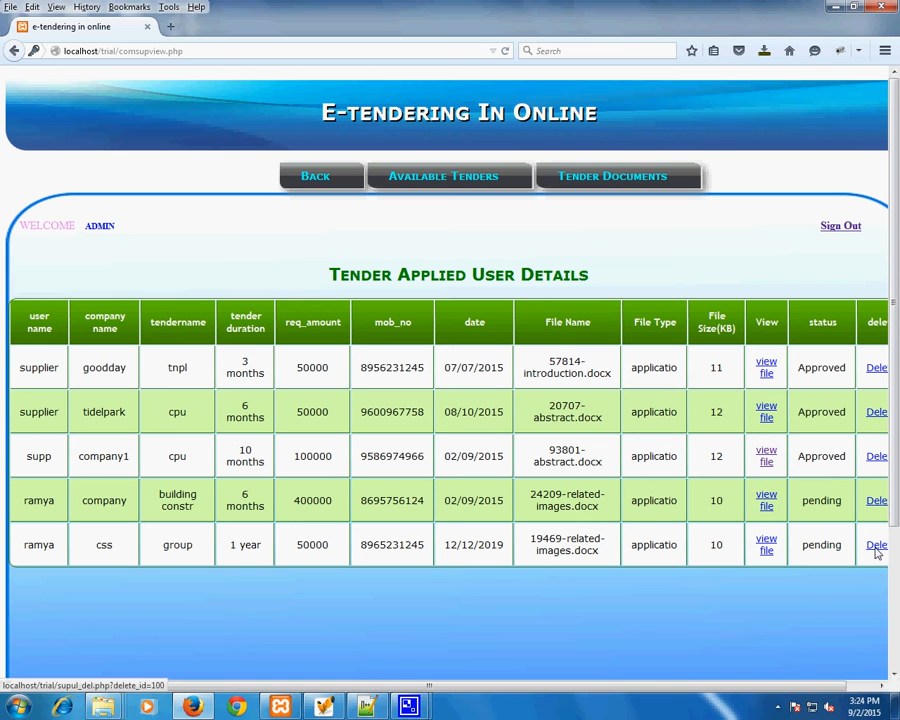 File Edit View History Bookmarks Tools Help
e-tendering in online
localhost/trial/comsupview.php
Search
E-tendering In Online
Back Available Tenders Tender Documents
WELCOME ADMIN Sign Out
Tender Applied User Details
user name company name tendername tender duration req_amount mob_no date File Name File Type File Size(KB) View status dele
supplier goodday tnpl 3 months 50000 8956231245 07/07/2015 57814-introduction.docx applicatio 11 view file Approved Dele
supplier tidelpark cpu 6 months 50000 9600967758 08/10/2015 20707-abstract.docx applicatio 12 view file Approved Dele
supp company1 cpu 10 months 100000 9586974966 02/09/2015 93801-abstract.docx applicatio 12 view file Approved Dele
ramya company building constr 6 months 400000 8695756124 02/09/2015 24209-related-images.docx applicatio 10 view file pending Dele
ramya css group 1 year 50000 8965231245 12/12/2019 19469-related-images.docx applicatio 10 view file pending Dele
localhost/trial/supul_del.php?delete_id=100
3:24 PM
9/2/2015